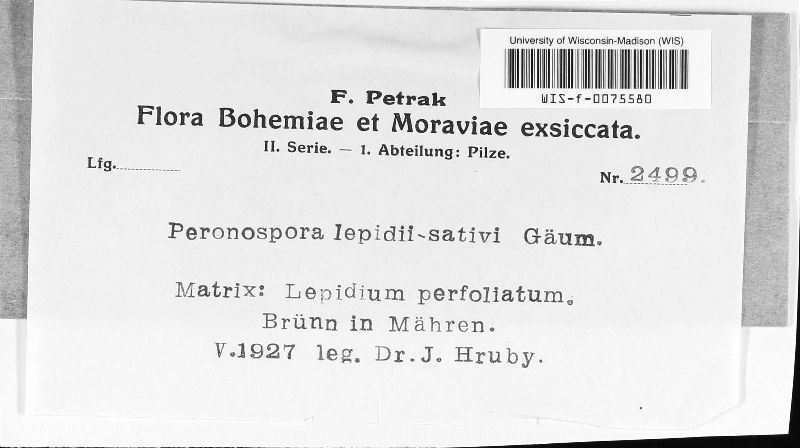 University of Wisconsin-Madison (WIS)
WIS-f-0075580
F. Petrak
Flora Bohemiae et Moraviae exsiccata.
II. Serie. — 1. Abteilung: Pilze.
Lfg.
Nr. 2499.
Peronospora lepidii-sativi Gäum.
Matrix: Lepidium perfoliatum.
Brünn in Mähren.
V.1927 leg. Dr.J. Hruby.